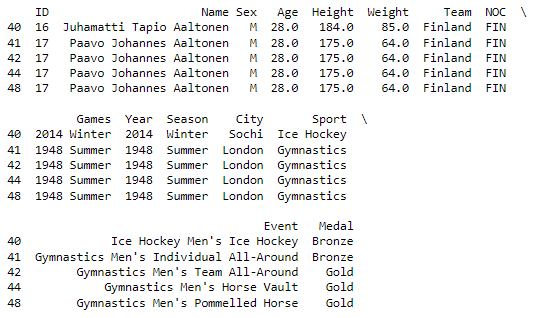 ID                   Name Sex   Age  Height  Weight     Team  NOC  \
40  16  Juhamatti Tapio Aaltonen   M  28.0   184.0    85.0  Finland  FIN
41  17   Paavo Johannes Aaltonen   M  28.0   175.0    64.0  Finland  FIN
42  17   Paavo Johannes Aaltonen   M  28.0   175.0    64.0  Finland  FIN
44  17   Paavo Johannes Aaltonen   M  28.0   175.0    64.0  Finland  FIN
48  17   Paavo Johannes Aaltonen   M  28.0   175.0    64.0  Finland  FIN

          Games  Year  Season    City       Sport  \
40  2014 Winter  2014  Winter   Sochi  Ice Hockey
41  1948 Summer  1948  Summer  London  Gymnastics
42  1948 Summer  1948  Summer  London  Gymnastics
44  1948 Summer  1948  Summer  London  Gymnastics
48  1948 Summer  1948  Summer  London  Gymnastics

                                    Event   Medal
40             Ice Hockey Men's Ice Hockey  Bronze
41  Gymnastics Men's Individual All-Around  Bronze
42        Gymnastics Men's Team All-Around    Gold
44            Gymnastics Men's Horse Vault    Gold
48        Gymnastics Men's Pommelled Horse    Gold